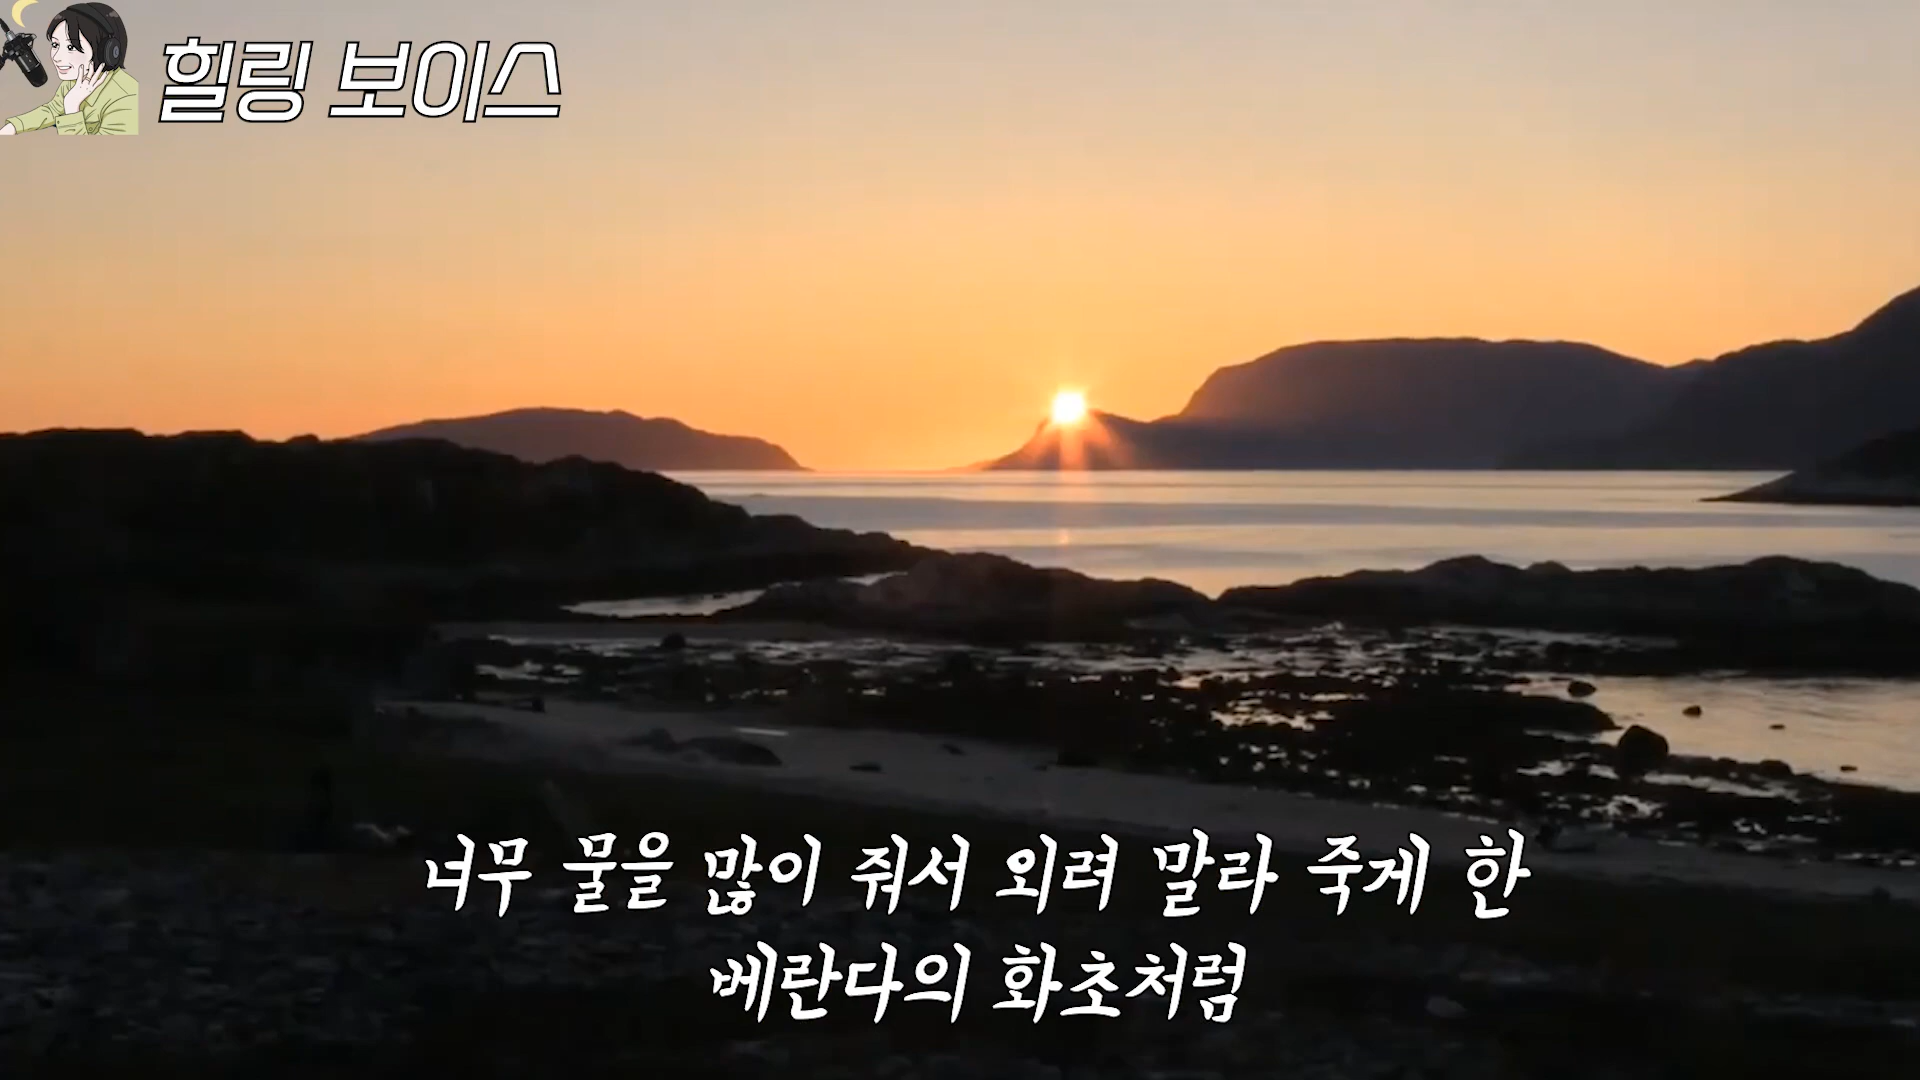 힐링 보이스
너무 물을 많이 줘서 외려 말라 죽게 한
베란다의 화초처럼